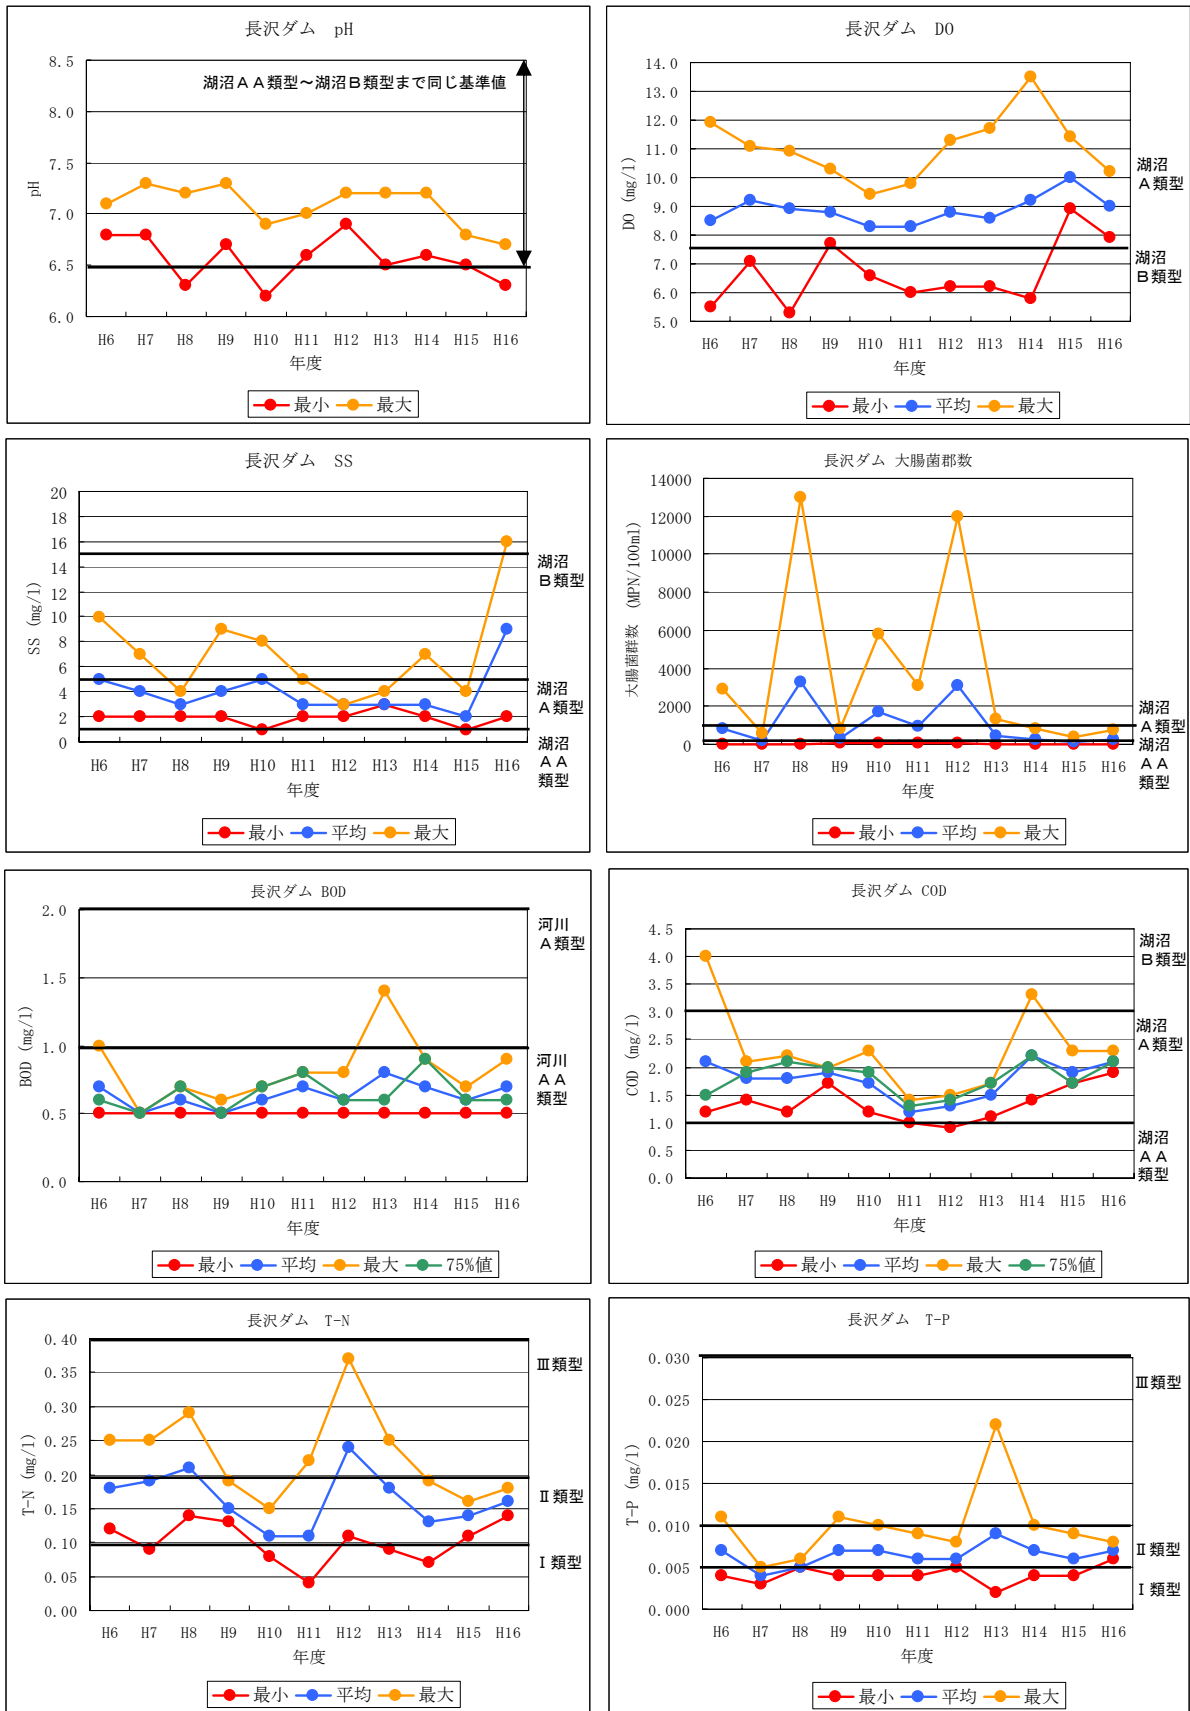 長沢ダム　pH
8.5
8.0
7.5
7.0
6.5
6.0
pH
湖沼ＡＡ類型～湖沼Ｂ類型まで同じ基準値
H6 H7 H8 H9 H10 H11 H12 H13 H14 H15 H16
年度
最小 最大
長沢ダム　DO
14.0
13.0
12.0
11.0
10.0
9.0
8.0
7.0
6.0
5.0
DO (mg/l)
湖沼
Ａ類型
湖沼
Ｂ類型
H6 H7 H8 H9 H10 H11 H12 H13 H14 H15 H16
年度
最小 平均 最大
長沢ダム　SS
20
18
16
14
12
10
8
6
4
2
0
SS (mg/l)
湖沼
Ｂ類型
湖沼
Ａ類型
湖沼
ＡＡ
類型
H6 H7 H8 H9 H10 H11 H12 H13 H14 H15 H16
年度
最小 平均 最大
長沢ダム 大腸菌郡数
14000
12000
10000
8000
6000
4000
2000
0
大腸菌群数 (MPN/100ml)
湖沼
Ａ類型
湖沼
ＡＡ
類型
H6 H7 H8 H9 H10 H11 H12 H13 H14 H15 H16
年度
最小 平均 最大
長沢ダム BOD
2.0
1.5
1.0
0.5
0.0
BOD (mg/l)
河川
Ａ類型
河川
ＡＡ
類型
H6 H7 H8 H9 H10 H11 H12 H13 H14 H15 H16
年度
最小 平均 最大 75%値
長沢ダム COD
4.5
4.0
3.5
3.0
2.5
2.0
1.5
1.0
0.5
0.0
COD (mg/l)
湖沼
Ｂ類型
湖沼
Ａ類型
湖沼
ＡＡ
類型
H6 H7 H8 H9 H10 H11 H12 H13 H14 H15 H16
年度
最小 平均 最大 75%値
長沢ダム　T-N
0.40
0.35
0.30
0.25
0.20
0.15
0.10
0.05
0.00
T-N (mg/l)
Ⅲ類型
Ⅱ類型
Ⅰ類型
H6 H7 H8 H9 H10 H11 H12 H13 H14 H15 H16
年度
最小 平均 最大
長沢ダム　T-P
0.030
0.025
0.020
0.015
0.010
0.005
0.000
T-P (mg/l)
Ⅲ類型
Ⅱ類型
Ⅰ類型
H6 H7 H8 H9 H10 H11 H12 H13 H14 H15 H16
年度
最小 平均 最大